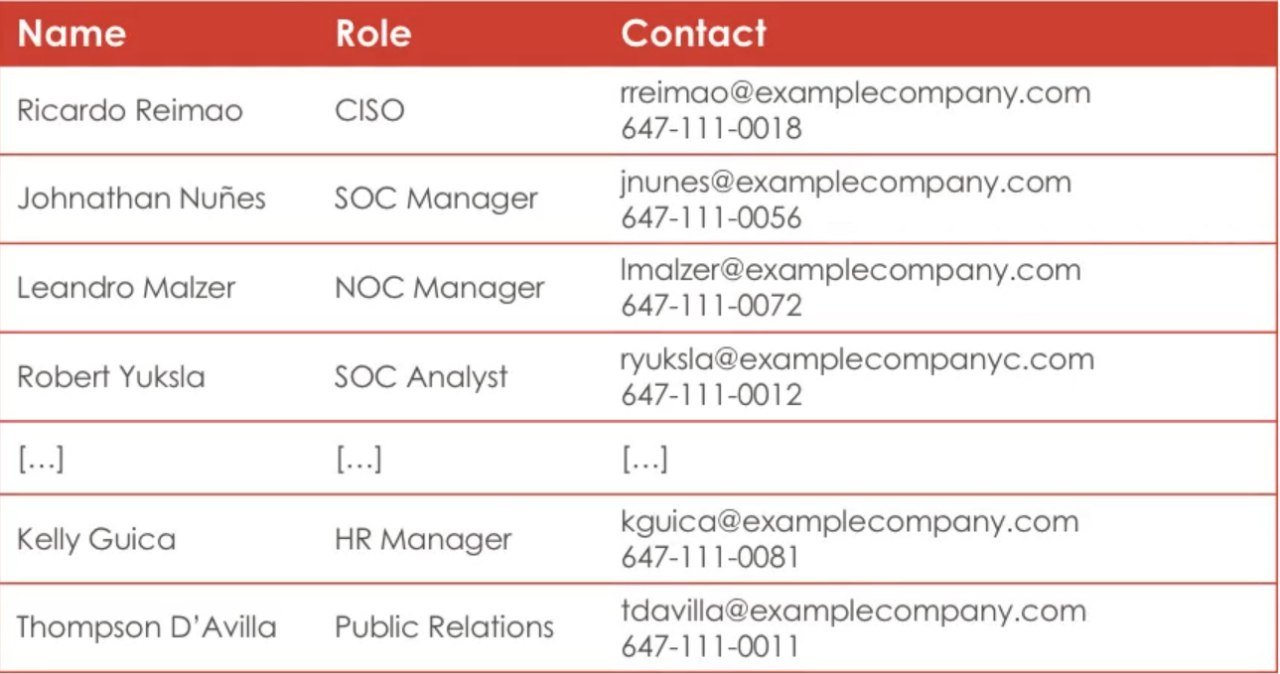 Name Role Contact
Ricardo Reimao CISO rreimao@examplecompany.com
647-111-0018
Johnathan Nuñes SOC Manager jnunes@examplecompany.com
647-111-0056
Leandro Malzer NOC Manager lmalzer@examplecompany.com
647-111-0072
Robert Yuksla SOC Analyst ryuksla@examplecompanyc.com
647-111-0012
[...] [...] [...]
Kelly Guica HR Manager kguica@examplecompany.com
647-111-0081
Thompson D’Avilla Public Relations tdavilla@examplecompany.com
647-111-0011